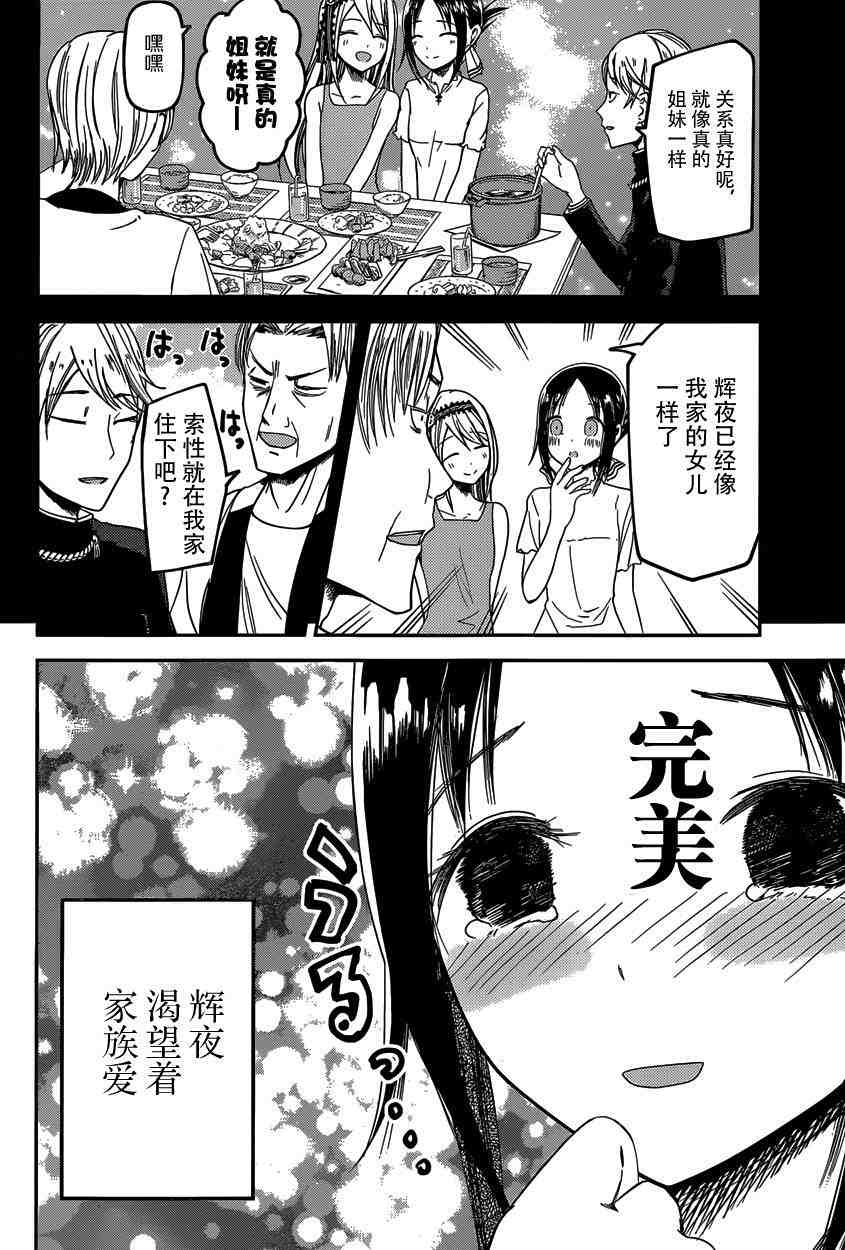 关系真好呢,
就像真的
姐妹一样
就是真的
姐妹呀ー
嘿嘿
辉夜已经像
我家的女儿
一样了
はっ
はっ
はっ
索性就在我家
住下吧？
完美
うるっ・・・
辉夜
渴望着
家族爱